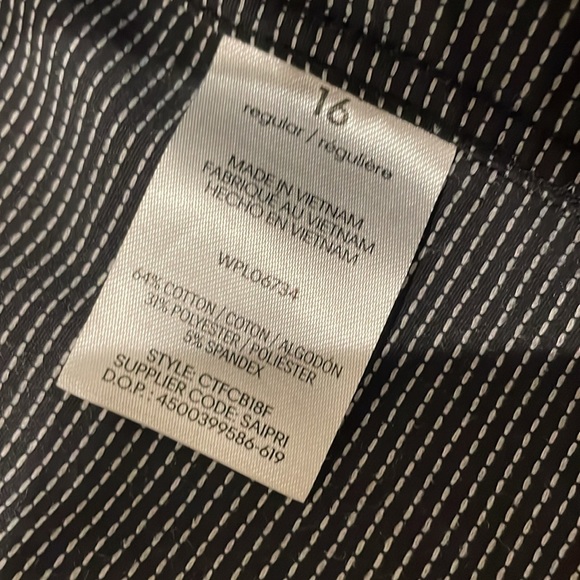 16
regular / régulière
MADE IN VIETNAM
FABRIQUE AU VIETNAM
HECHO EN VIETNAM
WPL06734
64% COTTON / COTON / ALGODÓN
31% POLYESTER / POLIESTER
5% SPANDEX
STYLE: CTECB18F
SUPPLIER CODE: SAIPRI
D.O.P.: 4500399586-619